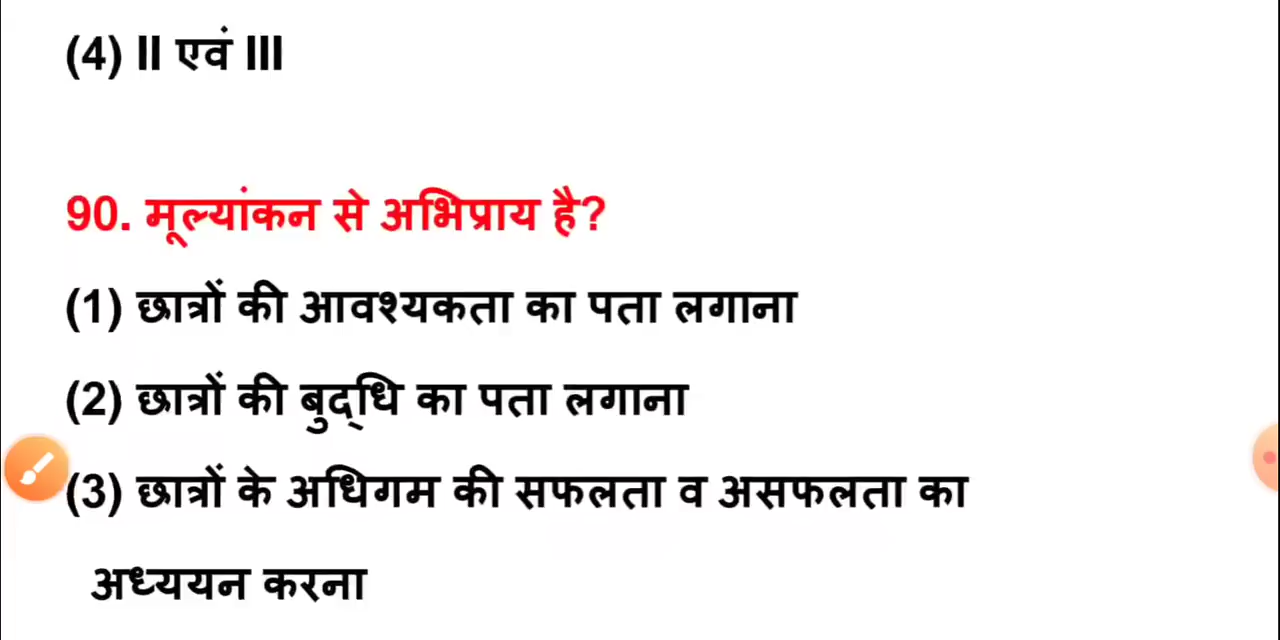 (4) II एवं III
90. मूल्यांकन से अभिप्राय है?
(1) छात्रों की आवश्यकता का पता लगाना
(2) छात्रों की बुद्धि का पता लगाना
(3) छात्रों के अधिगम की सफलता व असफलता का
अध्ययन करना